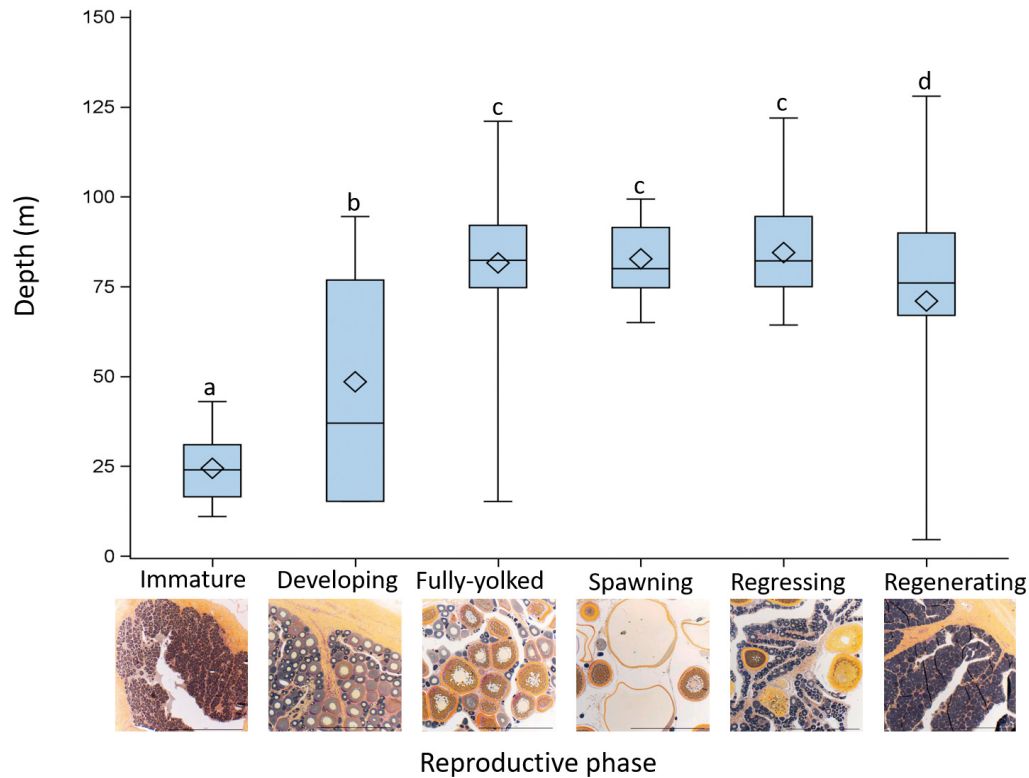 150
125
100
75
50
25
0
Depth (m)
a
b
c
c
c
d
Immature Developing Fully-yolked Spawning Regressing Regenerating
Reproductive phase